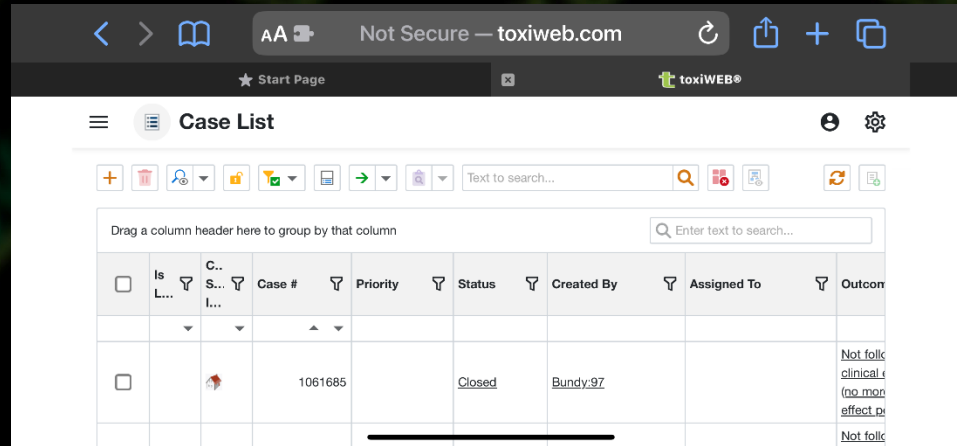 AA Not Secure — toxiweb.com
Start Page
toxiWEB®
Case List
Text to search...
Drag a column header here to group by that column
Enter text to search...
Is L... C.. S... I... Case # Priority Status Created By Assigned To Outcom
1061685 Closed Bundy:97
Not follo
clinical e
(no more
effect po
Not follo